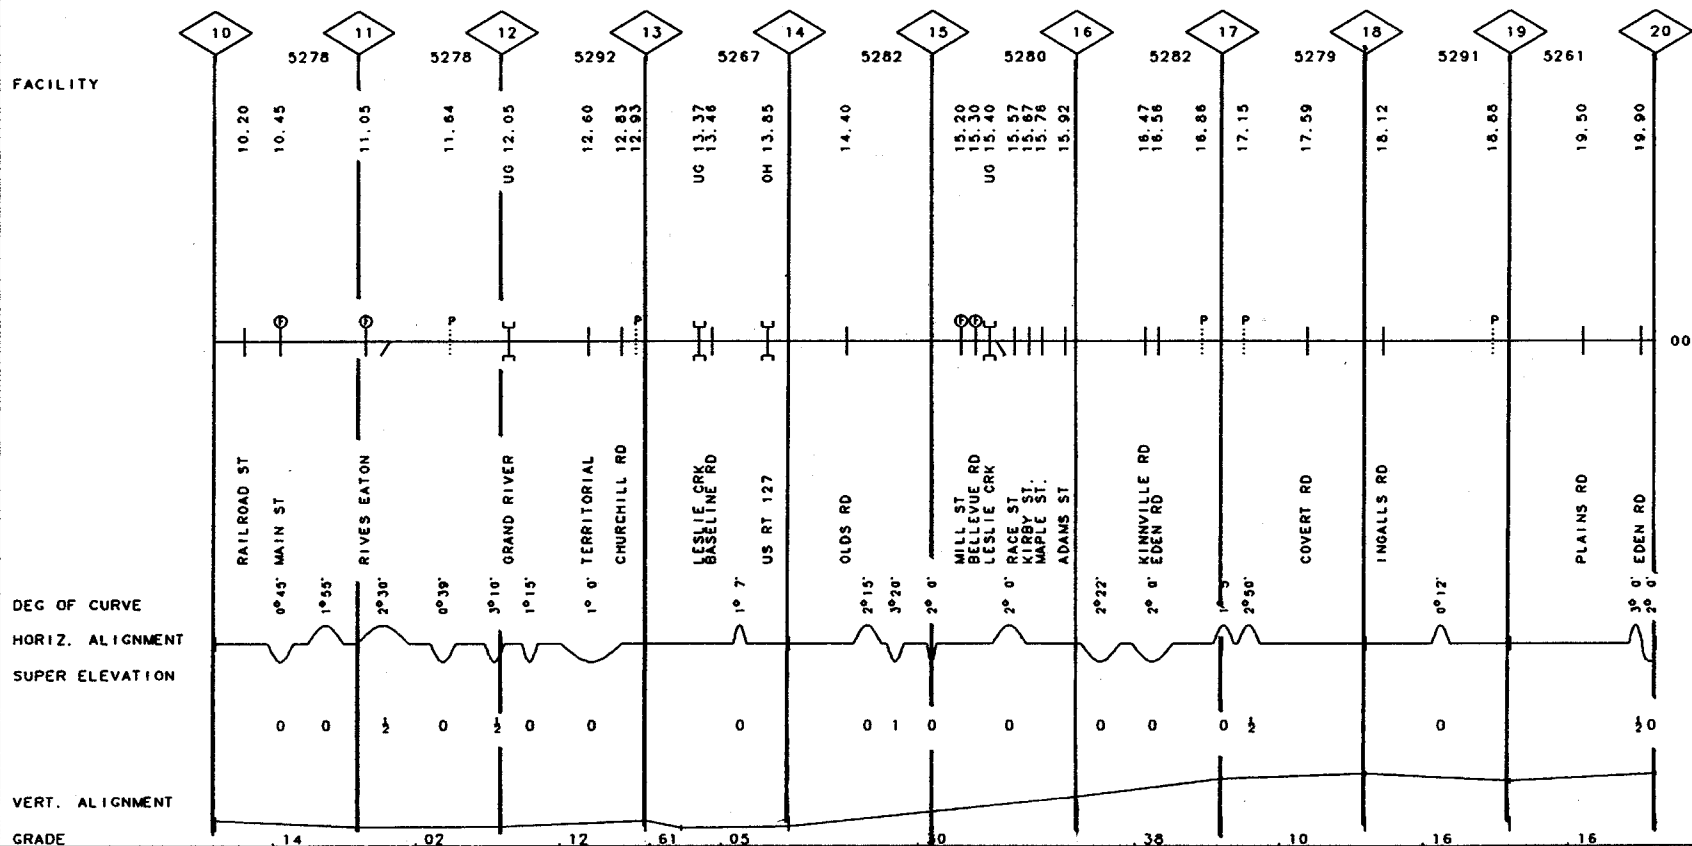 10 11 12 13 14 15 16 17 18 19 20
5278 5278 5292 5267 5282 5280 5282 5279 5291 5261
FACILITY
10.20 10.45 11.05 11.64 UG 12.05 12.60 12.83 12.93 UG 13.37 13.46 OH 13.85 14.40 15.20 15.30 UG 15.40 15.57 15.67 15.78 15.92 16.47 16.56 16.88 17.15 17.59 18.12 18.88 19.50 19.90
F F P P F F P P P
00
RAILROAD ST
MAIN ST
RIVES EATON
GRAND RIVER
TERRITORIAL
CHURCHILL RD
LESLIE CRK
BASELINE RD
US RT 127
OLDS RD
MILL ST
BELLEVUE RD
LESLIE CRK
RACE ST
KIRBY ST.
MAPLE ST.
ADAMS ST
KINNVILLE RD
EDEN RD
COVERT RD
INGALLS RD
PLAINS RD
EDEN RD
DEG OF CURVE 0°45' 1°55' 2°30' 0°39' 3°10' 1°15' 1° 0' 1° 7' 2°15' 3°20' 2° 0' 2° 0' 2°22' 2° 0' 2°50' 0°12' 3° 0' 2° 0'
HORIZ. ALIGNMENT
SUPER ELEVATION
0 0 ½ 0 ½ 0 0 0 0 1 0 0 0 0 0 ½ 0 ½ 0
VERT. ALIGNMENT
GRADE .14 .02 .12 .61 .05 .30 .38 .10 .16 .16